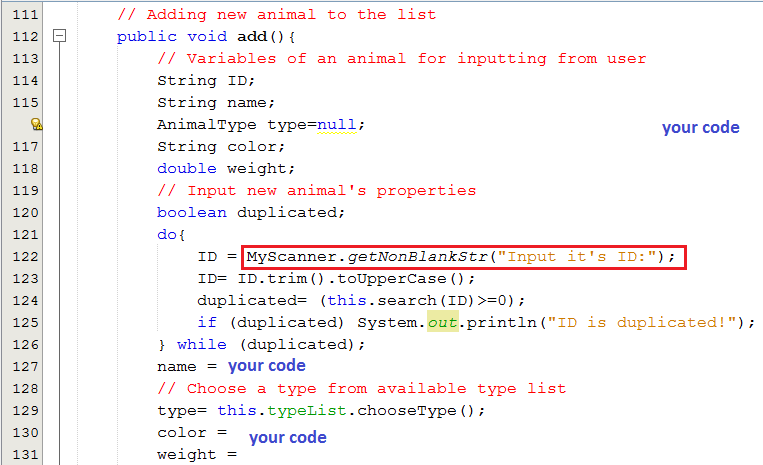 111 // Adding new animal to the list
112 public void add(){
113 // Variables of an animal for inputting from user
114 String ID;
115 String name;
AnimalType type=null; your code
117 String color;
118 double weight;
119 // Input new animal's properties
120 boolean duplicated;
121 do{
122 ID = MyScanner.getNonBlankStr("Input it's ID:");
123 ID= ID.trim().toUpperCase();
124 duplicated= (this.search(ID)>=0);
125 if (duplicated) System.out.println("ID is duplicated!");
126 } while (duplicated);
127 name = your code
128 // Choose a type from available type list
129 type= this.typeList.chooseType();
130 color = your code
131 weight =